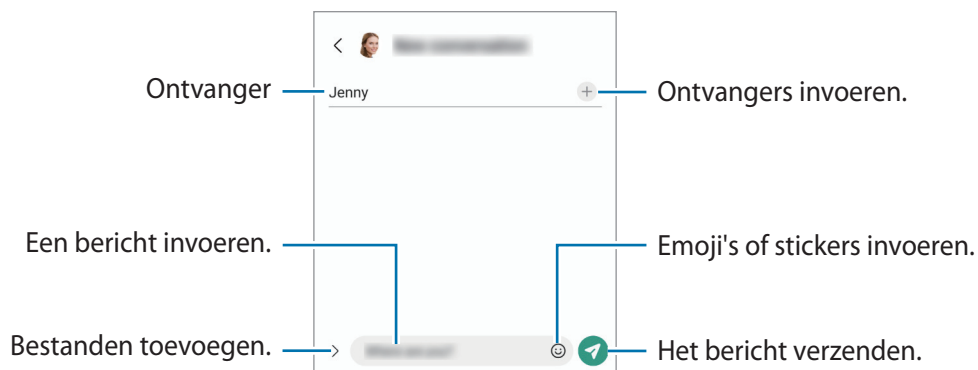 Ontvanger
Jenny
Ontvangers invoeren.
Een bericht invoeren.
Emoji's of stickers invoeren.
Bestanden toevoegen.
Het bericht verzenden.